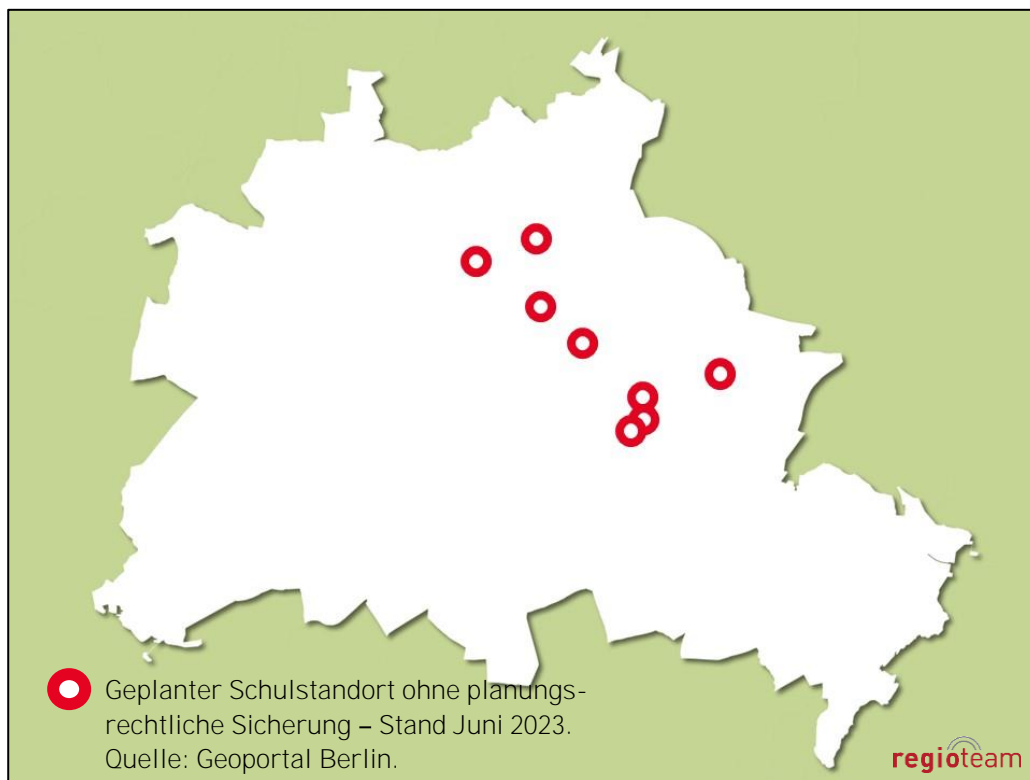 Geplanter Schulstandort ohne planungs-
rechtliche Sicherung – Stand Juni 2023.
Quelle: Geoportal Berlin.
regioteam